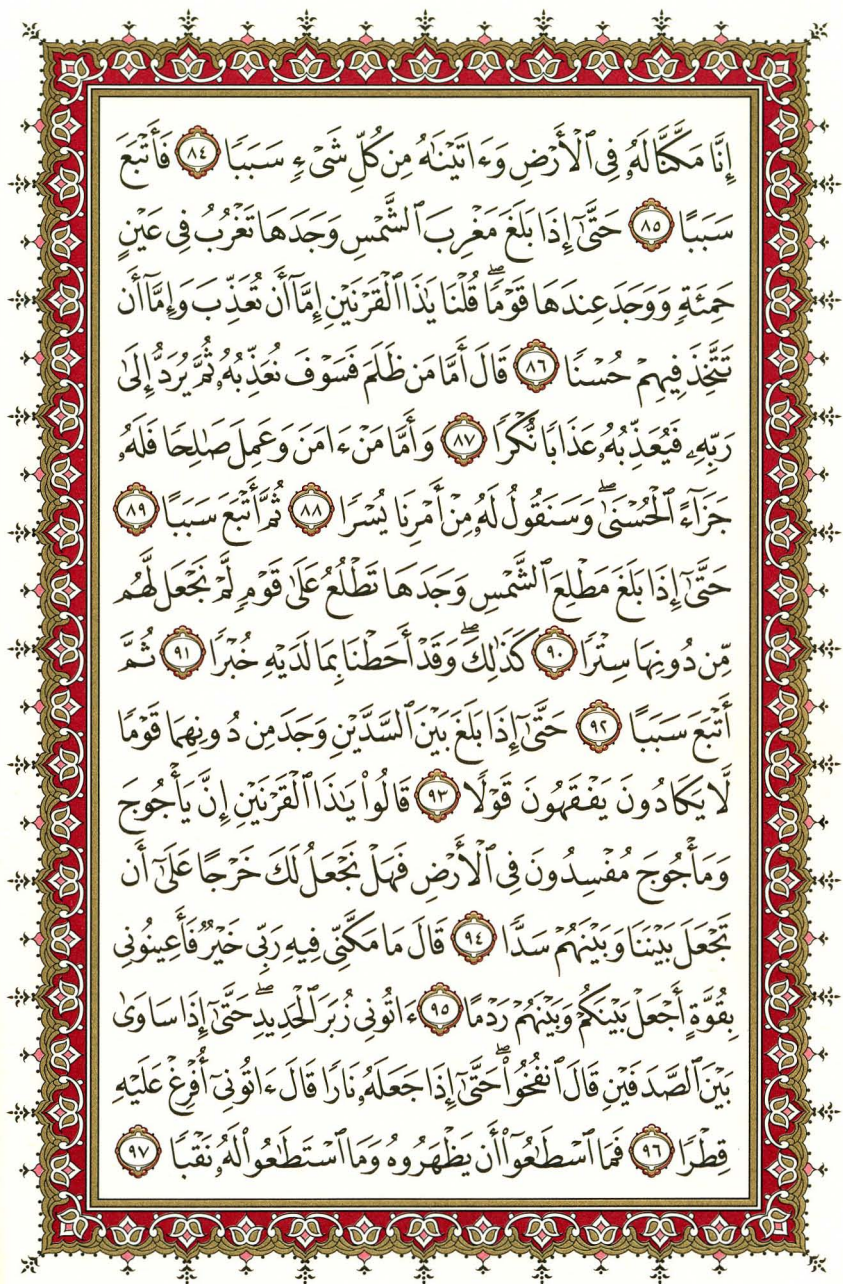 إِنَّا مَكَّنَّا لَهُۥ فِى ٱلْأَرْضِ وَءَاتَيْنَٰهُ مِن كُلِّ شَىْءٍ سَبَبًا ٨٤ فَأَتْبَعَ
سَبَبًا ٨٥ حَتَّىٰٓ إِذَا بَلَغَ مَغْرِبَ ٱلشَّمْسِ وَجَدَهَا تَغْرُبُ فِى عَيْنٍ
حَمِئَةٍ وَوَجَدَ عِندَهَا قَوْمًا ۗ قُلْنَا يَٰذَا ٱلْقَرْنَيْنِ إِمَّآ أَن تُعَذِّبَ وَإِمَّآ أَن
تَتَّخِذَ فِيهِمْ حُسْنًا ٨٦ قَالَ أَمَّا مَن ظَلَمَ فَسَوْفَ نُعَذِّبُهُۥ ثُمَّ يُرَدُّ إِلَىٰ
رَبِّهِۦ فَيُعَذِّبُهُۥ عَذَابًا نُّكْرًا ٨٧ وَأَمَّا مَنْ ءَامَنَ وَعَمِلَ صَٰلِحًا فَلَهُۥ
جَزَآءً ٱلْحُسْنَىٰ ۖ وَسَنَقُولُ لَهُۥ مِنْ أَمْرِنَا يُسْرًا ٨٨ ثُمَّ أَتْبَعَ سَبَبًا ٨٩
حَتَّىٰٓ إِذَا بَلَغَ مَطْلِعَ ٱلشَّمْسِ وَجَدَهَا تَطْلُعُ عَلَىٰ قَوْمٍ لَّمْ نَجْعَل لَّهُم
مِّن دُونِهَا سِتْرًا ٩٠ كَذَٰلِكَ ۖ وَقَدْ أَحَطْنَا بِمَا لَدَيْهِ خُبْرًا ٩١ ثُمَّ
أَتْبَعَ سَبَبًا ٩٢ حَتَّىٰٓ إِذَا بَلَغَ بَيْنَ ٱلسَّدَّيْنِ وَجَدَ مِن دُونِهِمَا قَوْمًا
لَّا يَكَادُونَ يَفْقَهُونَ قَوْلًا ٩٣ قَالُوا۟ يَٰذَا ٱلْقَرْنَيْنِ إِنَّ يَأْجُوجَ
وَمَأْجُوجَ مُفْسِدُونَ فِى ٱلْأَرْضِ فَهَلْ نَجْعَلُ لَكَ خَرْجًا عَلَىٰٓ أَن
تَجْعَلَ بَيْنَنَا وَبَيْنَهُمْ سَدًّا ٩٤ قَالَ مَا مَكَّنِّى فِيهِ رَبِّى خَيْرٌ فَأَعِينُونِى
بِقُوَّةٍ أَجْعَلْ بَيْنَكُمْ وَبَيْنَهُمْ رَدْمًا ٩٥ ءَاتُونِى زُبَرَ ٱلْحَدِيدِ ۖ حَتَّىٰٓ إِذَا سَاوَىٰ
بَيْنَ ٱلصَّدَفَيْنِ قَالَ ٱنفُخُوا۟ ۖ حَتَّىٰٓ إِذَا جَعَلَهُۥ نَارًا قَالَ ءَاتُونِىٓ أُفْرِغْ عَلَيْهِ
قِطْرًا ٩٦ فَمَا ٱسْطَٰعُوٓا۟ أَن يَظْهَرُوهُ وَمَا ٱسْتَطَٰعُوا۟ لَهُۥ نَقْبًا ٩٧